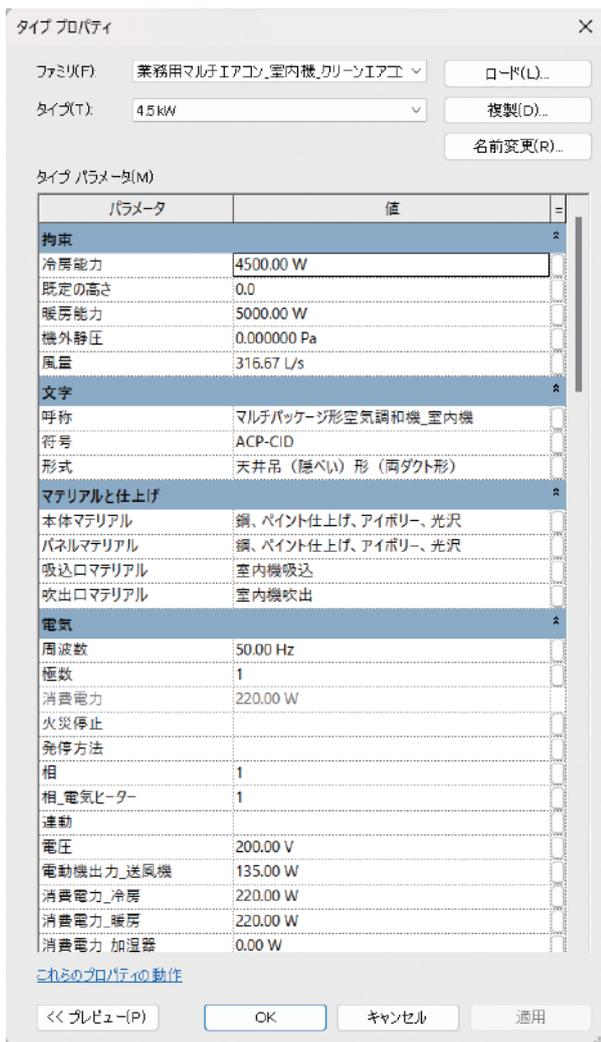 タイプ プロパティ ×
ファミリ(F): 業務用マルチエアコン_室内機_クリーンエアコ ロード(L)...
タイプ(T): 4.5 kW 複製(D)...
名前変更(R)...
タイプ パラメータ(M)
パラメータ 値 =
拘束
冷房能力 4500.00 W
既定の高さ 0.0
暖房能力 5000.00 W
機外静圧 0.000000 Pa
風量 316.67 L/s
文字
呼称 マルチパッケージ形空気調和機_室内機
符号 ACP-CID
形式 天井吊（隠ぺい）形（両ダクト形）
マテリアルと仕上げ
本体マテリアル 鋼、ペイント仕上げ、アイボリー、光沢
パネルマテリアル 鋼、ペイント仕上げ、アイボリー、光沢
吸込口マテリアル 室内機吸込
吹出口マテリアル 室内機吹出
電気
周波数 50.00 Hz
極数 1
消費電力 220.00 W
火災停止
発停方法
相 1
相_電気ヒーター 1
連動
電圧 200.00 V
電動機出力_送風機 135.00 W
消費電力_冷房 220.00 W
消費電力_暖房 220.00 W
消費電力_加湿器 0.00 W
これらのプロパティの動作
<< プレビュー(P) OK キャンセル 適用